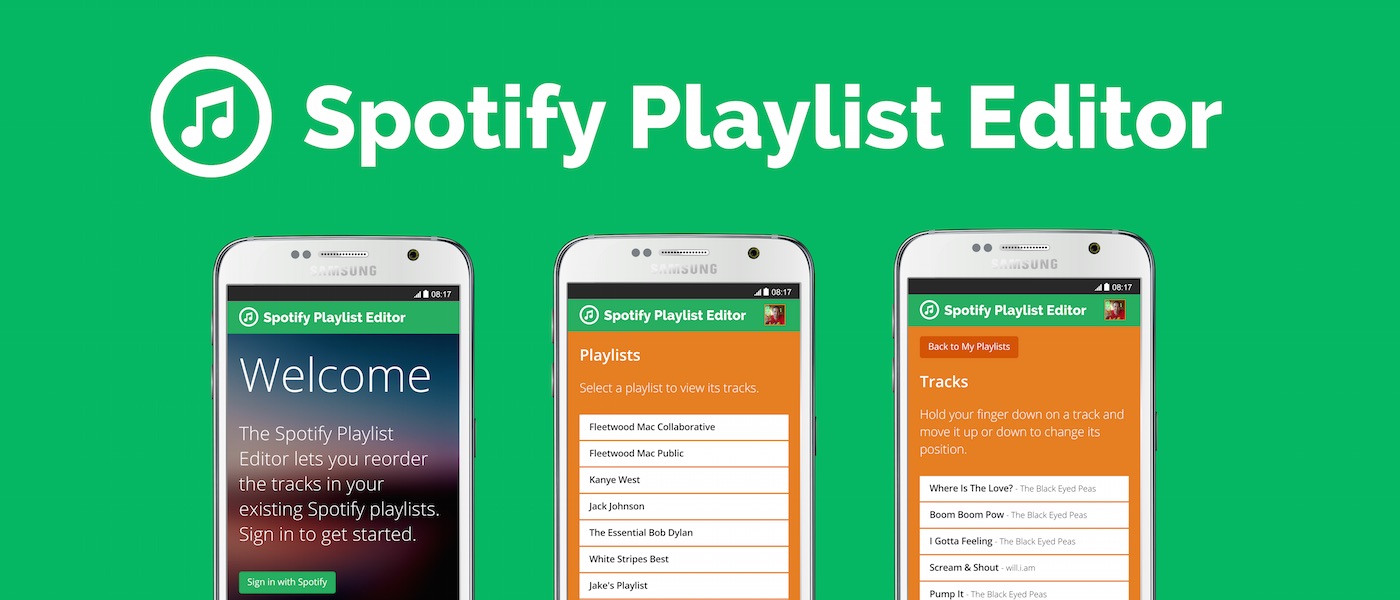 Spotify Playlist Editor
SAMSUNG
08:17
Spotify Playlist Editor
Welcome
The Spotify Playlist
Editor lets you reorder
the tracks in your
existing Spotify playlists.
Sign in to get started.
Sign in with Spotify
SAMSUNG
08:17
Spotify Playlist Editor
Playlists
Select a playlist to view its tracks.
Fleetwood Mac Collaborative
Fleetwood Mac Public
Kanye West
Jack Johnson
The Essential Bob Dylan
White Stripes Best
Jake's Playlist
SAMSUNG
08:17
Spotify Playlist Editor
Back to My Playlists
Tracks
Hold your finger down on a track and
move it up or down to change its
position.
Where Is The Love? - The Black Eyed Peas
Boom Boom Pow - The Black Eyed Peas
I Gotta Feeling - The Black Eyed Peas
Scream & Shout - will.i.am
Pump It - The Black Eyed Peas